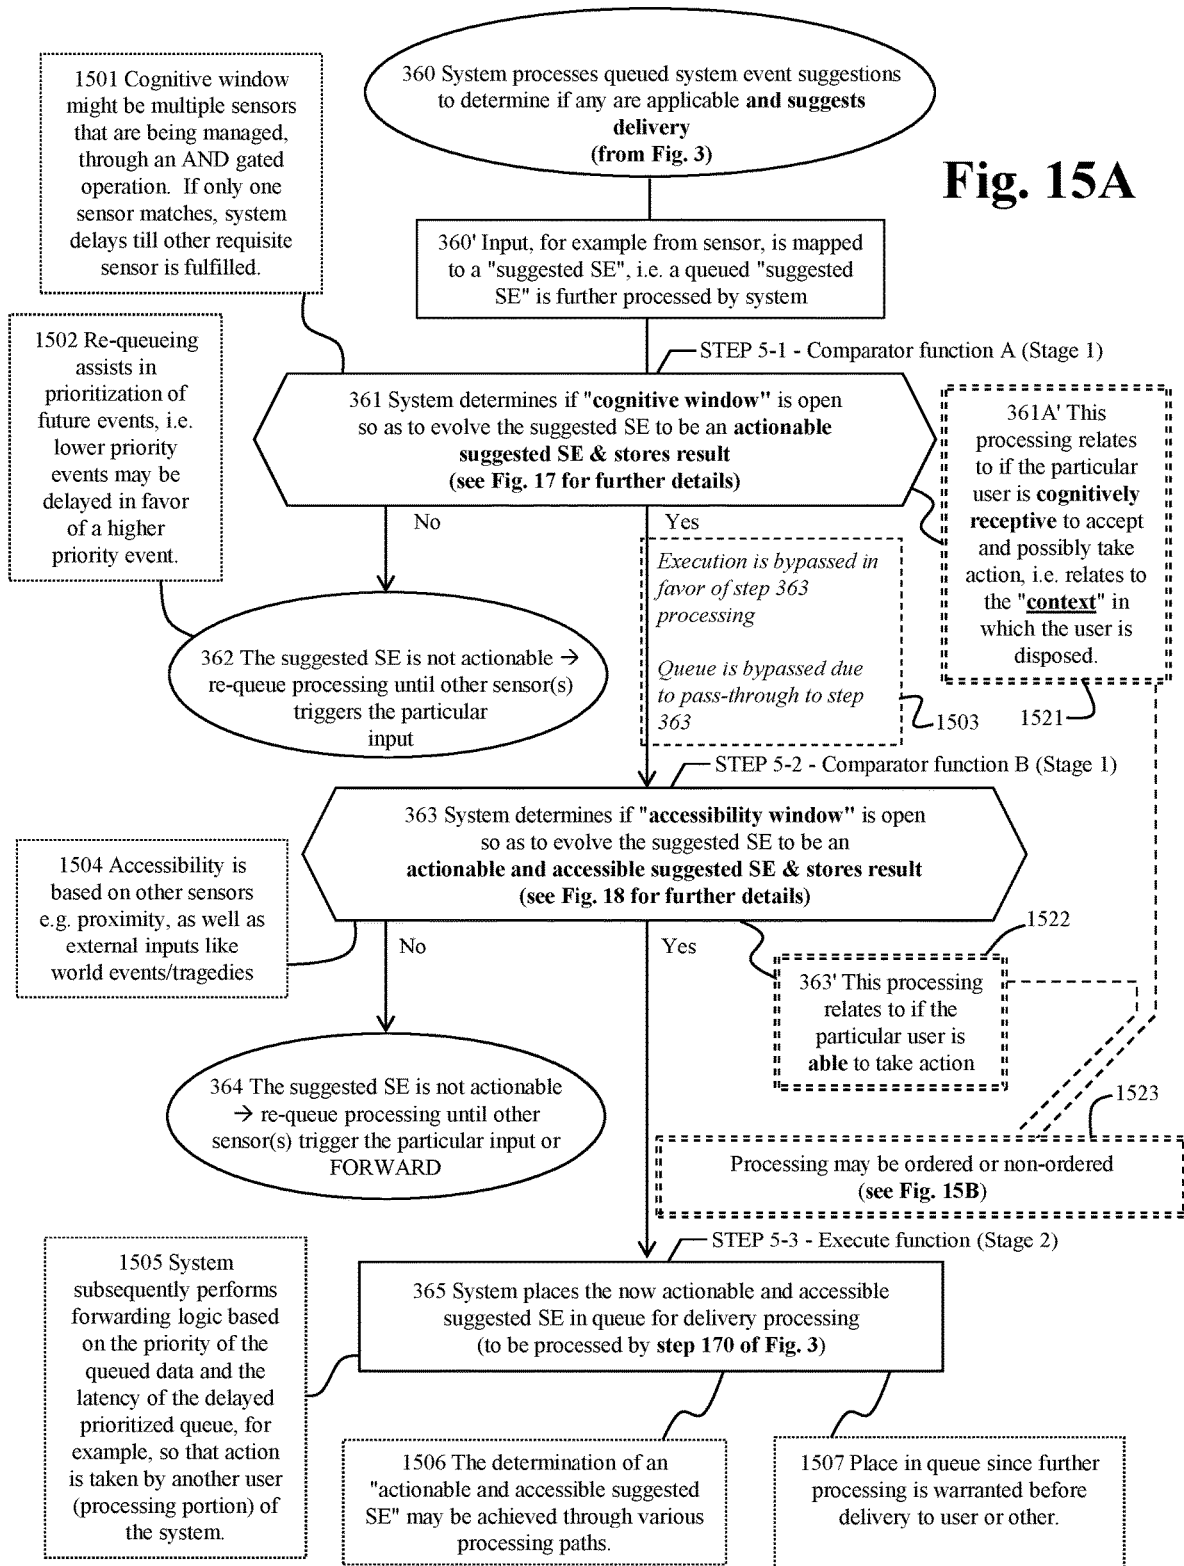 360 System processes queued system event suggestions
to determine if any are applicable and suggests
delivery
(from Fig. 3)
Fig. 15A
1501 Cognitive window
might be multiple sensors
that are being managed,
through an AND gated
operation. If only one
sensor matches, system
delays till other requisite
sensor is fulfilled.
360' Input, for example from sensor, is mapped
to a "suggested SE", i.e. a queued "suggested
SE" is further processed by system
1502 Re-queueing
assists in
prioritization of
future events, i.e.
lower priority
events may be
delayed in favor
of a higher
priority event.
STEP 5-1 - Comparator function A (Stage 1)
361 System determines if "cognitive window" is open
so as to evolve the suggested SE to be an actionable
suggested SE & stores result
(see Fig. 17 for further details)
361A' This
processing relates
to if the particular
user is cognitively
receptive to accept
and possibly take
action, i.e. relates to
the "context" in
which the user is
disposed.
1521
No
Yes
Execution is bypassed in
favor of step 363
processing
Queue is bypassed due
to pass-through to step
363
1503
362 The suggested SE is not actionable →
re-queue processing until other sensor(s)
triggers the particular
input
STEP 5-2 - Comparator function B (Stage 1)
363 System determines if "accessibility window" is open
so as to evolve the suggested SE to be an
actionable and accessible suggested SE & stores result
(see Fig. 18 for further details)
1504 Accessibility is
based on other sensors
e.g. proximity, as well as
external inputs like
world events/tragedies
No
Yes
1522
363' This processing
relates to if the
particular user is
able to take action
364 The suggested SE is not actionable
→ re-queue processing until other
sensor(s) trigger the particular input or
FORWARD
1523
Processing may be ordered or non-ordered
(see Fig. 15B)
STEP 5-3 - Execute function (Stage 2)
365 System places the now actionable and accessible
suggested SE in queue for delivery processing
(to be processed by step 170 of Fig. 3)
1505 System
subsequently performs
forwarding logic based
on the priority of the
queued data and the
latency of the delayed
prioritized queue, for
example, so that action
is taken by another user
(processing portion) of
the system.
1506 The determination of an
"actionable and accessible suggested
SE" may be achieved through various
processing paths.
1507 Place in queue since further
processing is warranted before
delivery to user or other.